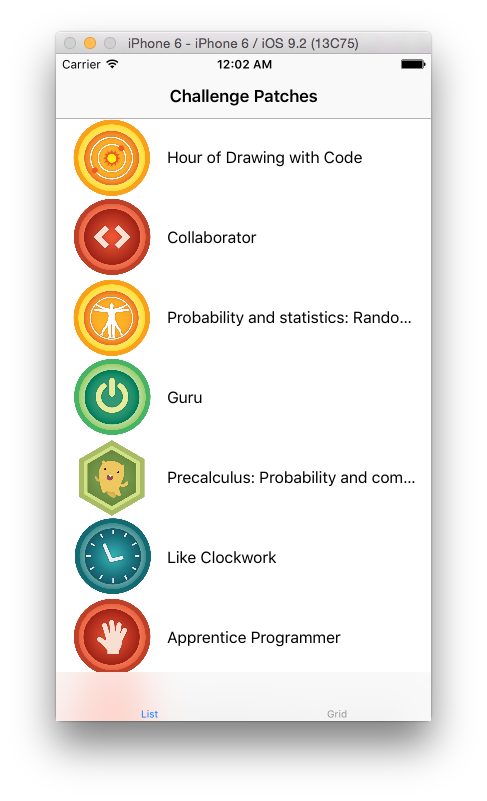 iPhone 6 - iPhone 6 / iOS 9.2 (13C75)
Carrier 12:02 AM
Challenge Patches
Hour of Drawing with Code
Collaborator
Probability and statistics: Rando...
Guru
Precalculus: Probability and com...
Like Clockwork
Apprentice Programmer
List Grid